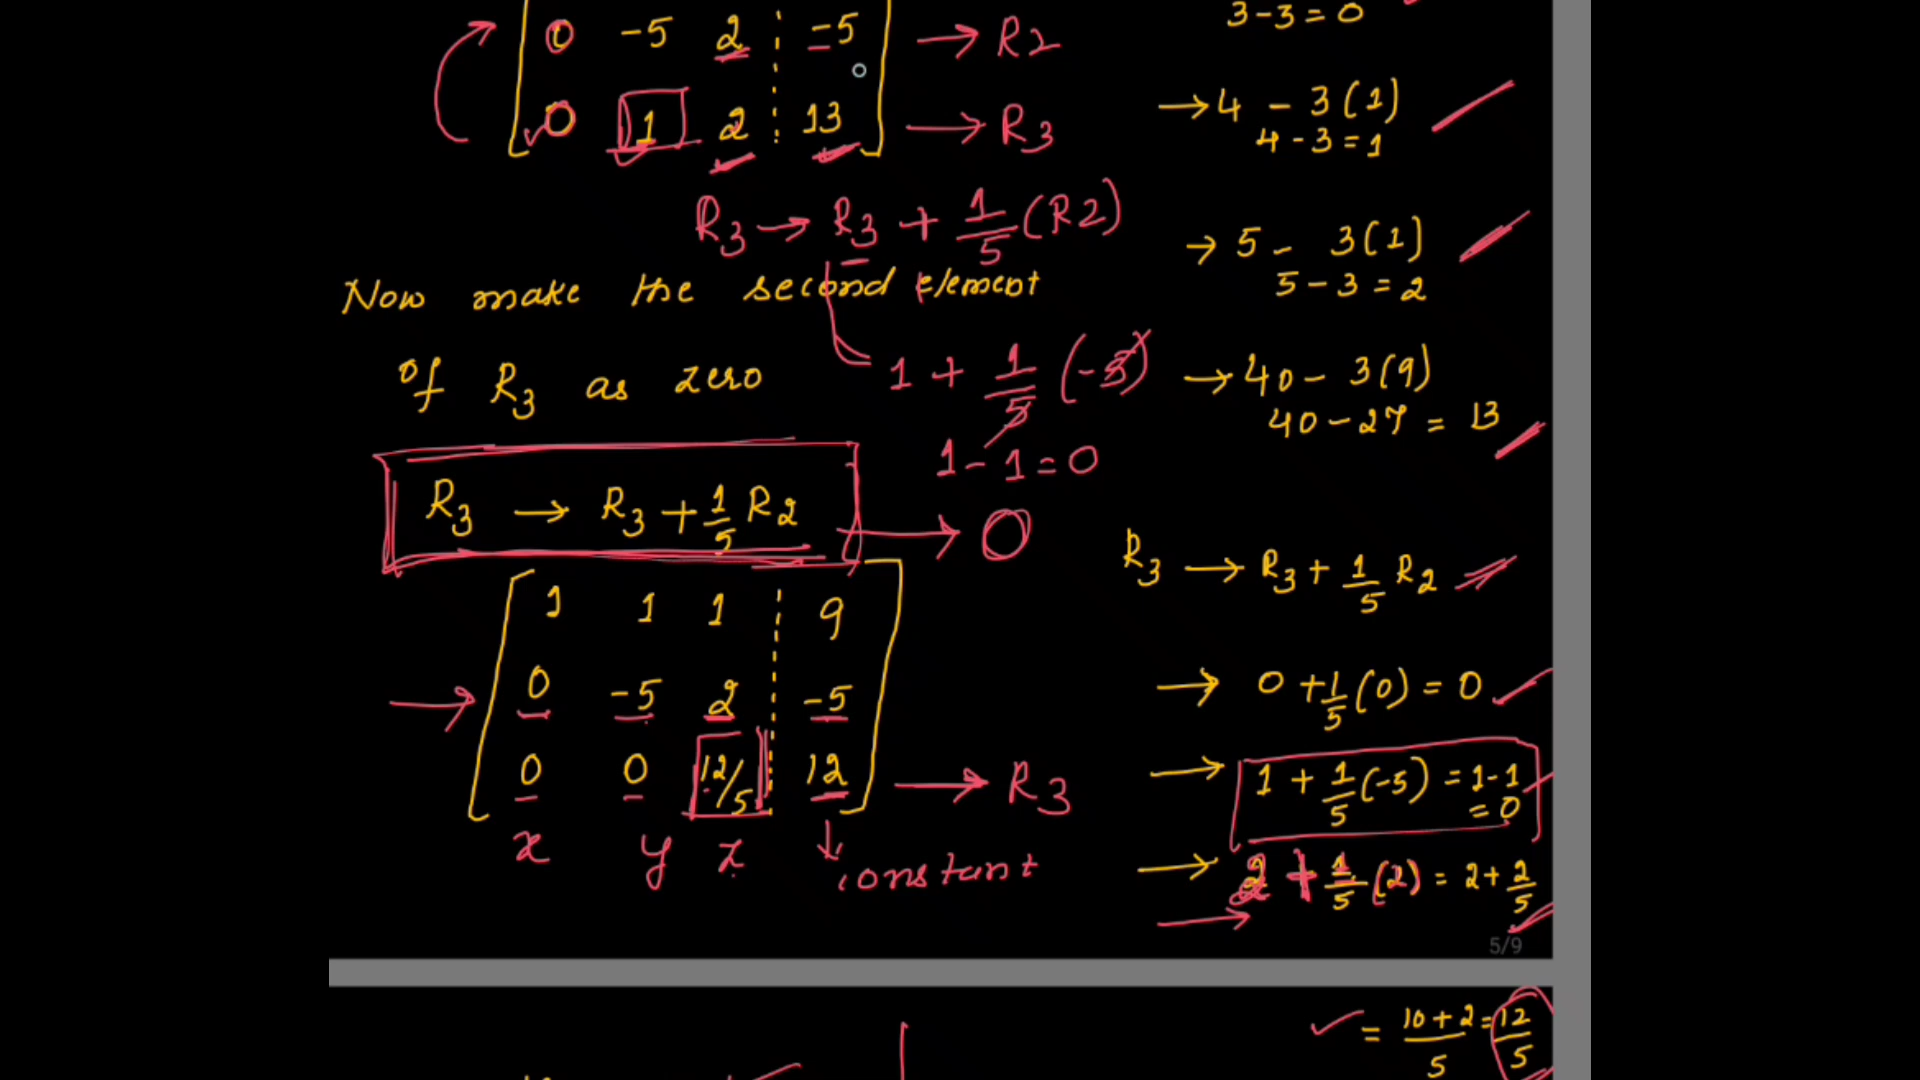 3 - 3 = 0
0 -5 2 -5 → R2
0 1 2 13 → R3
→ 4 - 3(1)
4 - 3 = 1
R3 → R3 + 1/5 (R2)
→ 5 - 3(1)
5 - 3 = 2
Now make the second element
of R3 as zero
1 + 1/5 (-5)
1 - 1 = 0
→ 40 - 3(9)
40 - 27 = 13
R3 → R3 + 1/5 R2 → 0
R3 → R3 + 1/5 R2
1 1 1 9
0 -5 2 -5
0 0 12/5 12 → R3
x y z constant
→ 0 + 1/5 (0) = 0
→ 1 + 1/5 (-5) = 1-1
= 0
→ 2 + 1/5 (2) = 2 + 2/5
5/9
= 10+2/5 = 12/5